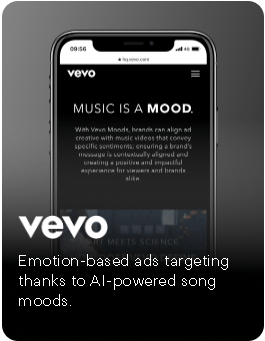 09:56
4G
hq.vevo.com
vevo
MUSIC IS A MOOD.
With Vevo Moods, brands can align ad
creative with music videos that convey
specific sentiments; ensuring a brand's
message is contextually aligned and
creating a positive and impactful
experience for viewers and brands
alike.
ART MEETS SCIENCE
vevo
Emotion-based ads targeting
thanks to AI-powered song
moods.